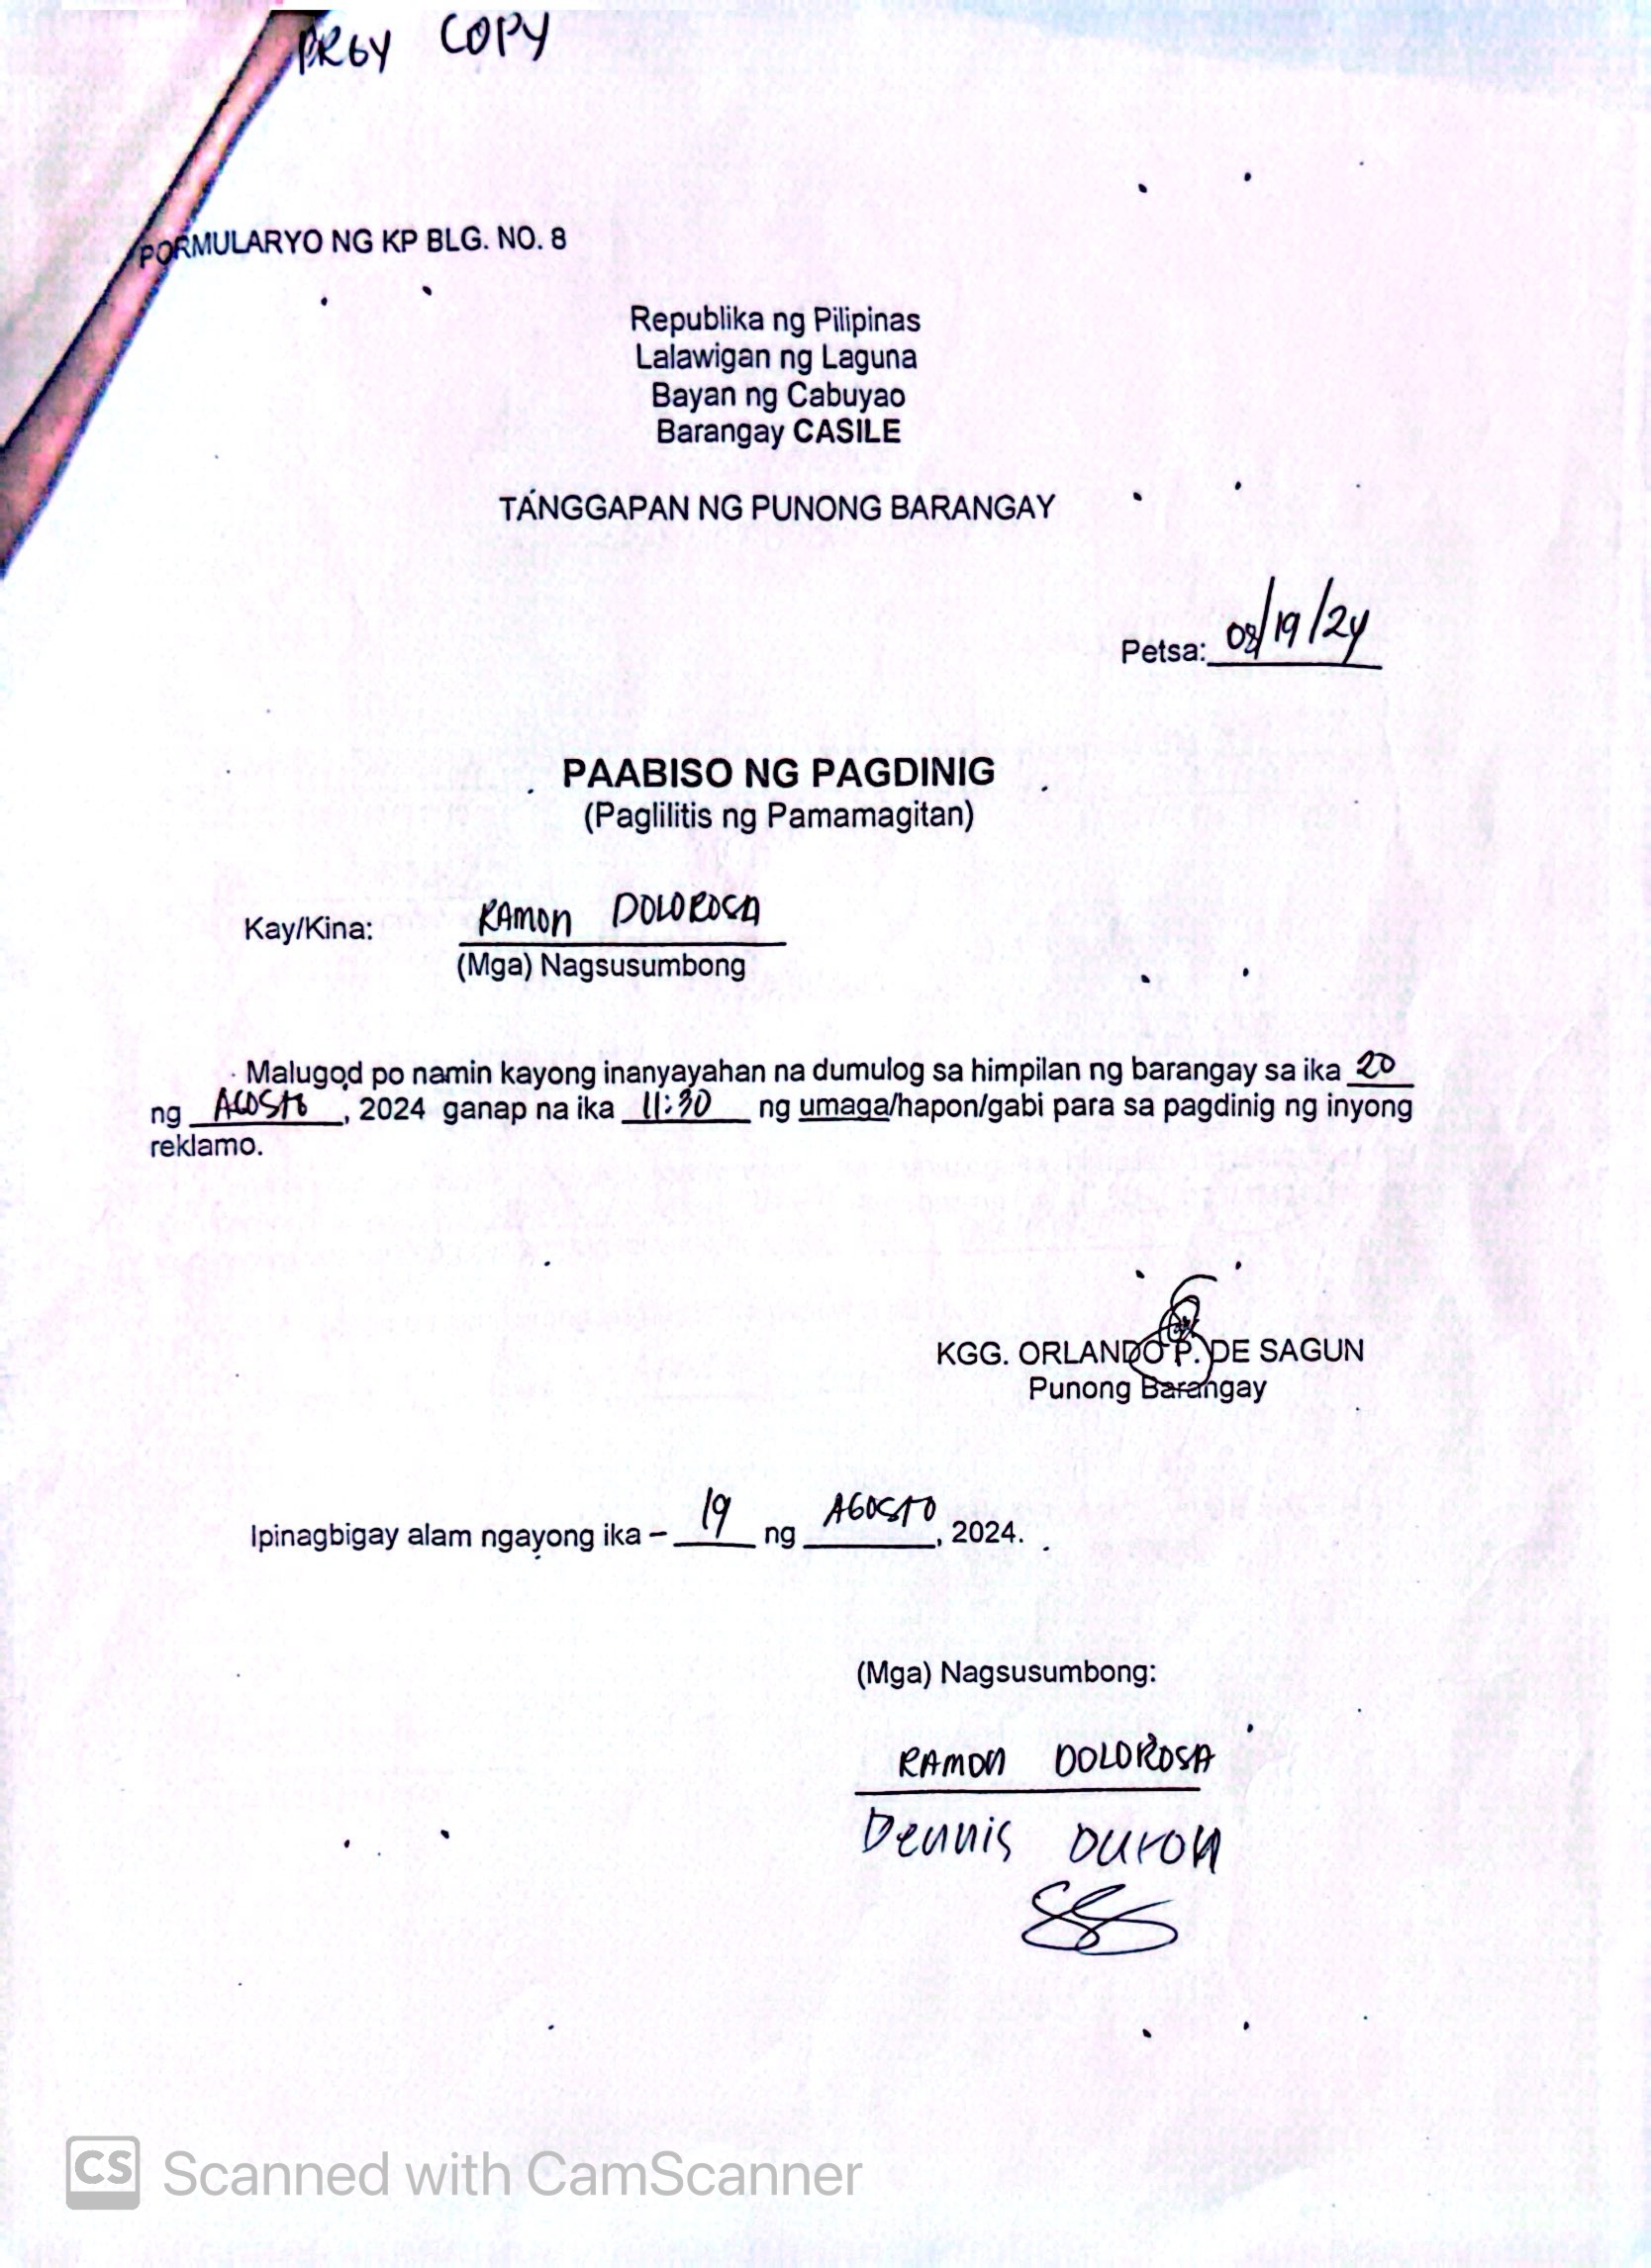 BRGY COPY
PORMULARYO NG KP BLG. NO. 8
Republika ng Pilipinas
Lalawigan ng Laguna
Bayan ng Cabuyao
Barangay CASILE
TANGGAPAN NG PUNONG BARANGAY
Petsa: 08/19/24
PAABISO NG PAGDINIG
(Paglilitis ng Pamamagitan)
Kay/Kina: RAMON DOLOROSA
(Mga) Nagsusumbong
Malugod po namin kayong inanyayahan na dumulog sa himpilan ng barangay sa ika 20
ng AGOSTO, 2024 ganap na ika 11:30 ng umaga/hapon/gabi para sa pagdinig ng inyong
reklamo.
KGG. ORLANDO P. DE SAGUN
Punong Barangay
Ipinagbigay alam ngayong ika – 19 ng AGOSTO, 2024.
(Mga) Nagsusumbong:
RAMON DOLOROSA
Dennis Duron
CS Scanned with CamScanner